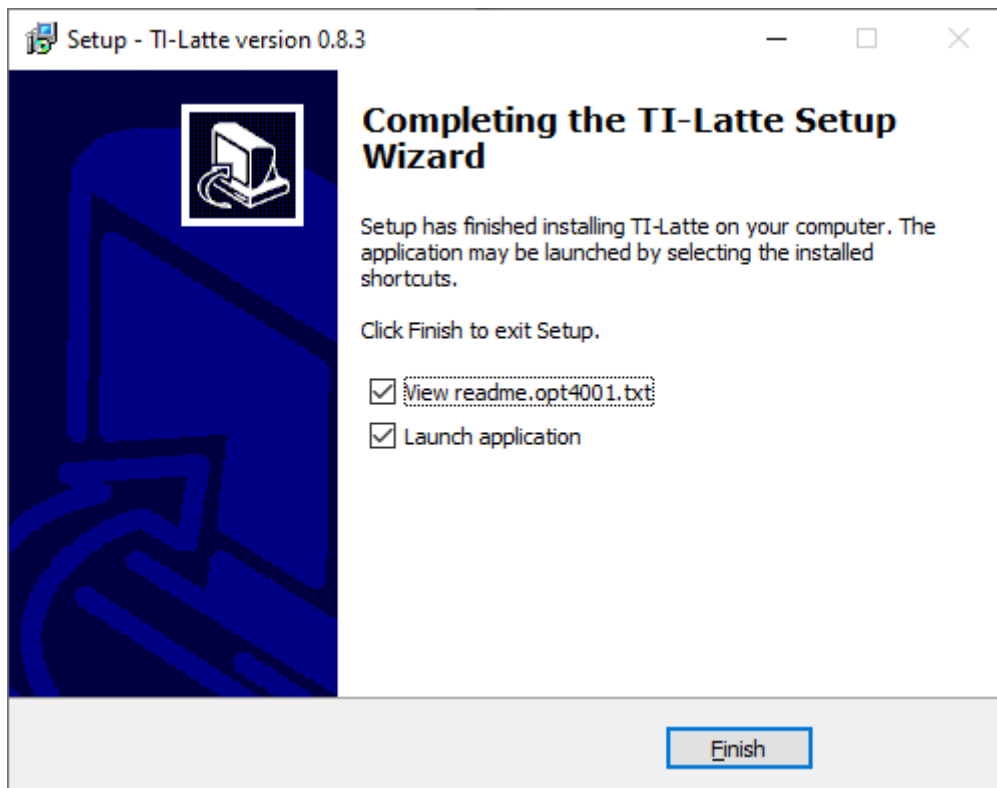 Setup - TI-Latte version 0.8.3
Completing the TI-Latte Setup
Wizard
Setup has finished installing TI-Latte on your computer. The
application may be launched by selecting the installed
shortcuts.
Click Finish to exit Setup.
View readme.opt4001.txt
Launch application
Finish